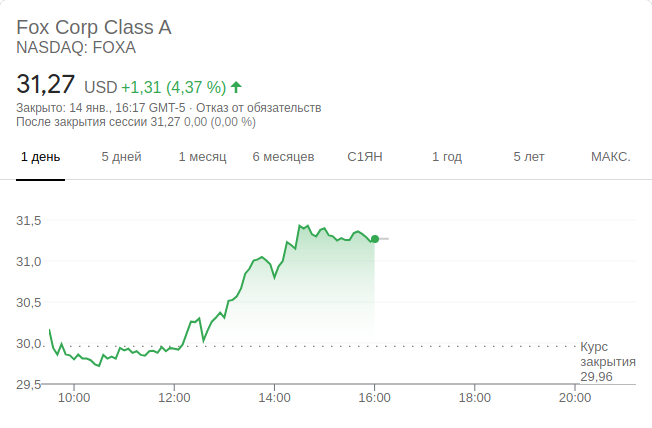 Fox Corp Class A
NASDAQ: FOXA
31,27 USD +1,31 (4,37 %)
Закрыто: 14 янв., 16:17 GMT-5 · Отказ от обязательств
После закрытия сессии 31,27 0,00 (0,00 %)
1 день 5 дней 1 месяц 6 месяцев С1ЯН 1 год 5 лет МАКС.
31,5
31,0
30,5
30,0
29,5
Курс
закрытия
29,96
10:00 12:00 14:00 16:00 18:00 20:00